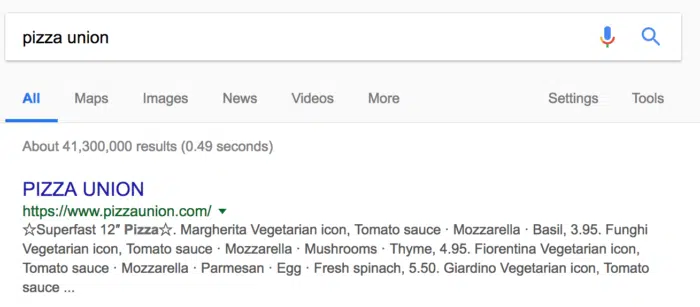 pizza union
All Maps Images News Videos More Settings Tools
About 41,300,000 results (0.49 seconds)
PIZZA UNION
https://www.pizzaunion.com/
☆Superfast 12″ Pizza☆. Margherita Vegetarian icon, Tomato sauce · Mozzarella · Basil, 3.95. Funghi
Vegetarian icon, Tomato sauce · Mozzarella · Mushrooms · Thyme, 4.95. Fiorentina Vegetarian icon,
Tomato sauce · Mozzarella · Parmesan · Egg · Fresh spinach, 5.50. Giardino Vegetarian icon, Tomato
sauce ...